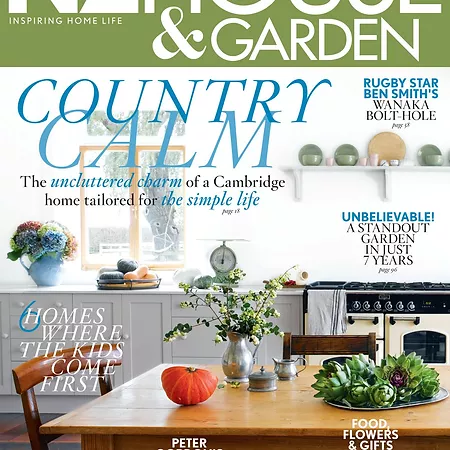 NZ HOUSE
INSPIRING HOME LIFE
& GARDEN
COUNTRY
CALM
The uncluttered charm of a Cambridge
home tailored for the simple life
page 18
RUGBY STAR
BEN SMITH'S
WANAKA
BOLT-HOLE
page 58
UNBELIEVABLE!
A STANDOUT
GARDEN
IN JUST
7 YEARS
page 96
6 HOMES
WHERE
THE KIDS
COME
FIRST
PETER
FOOD,
FLOWERS
& GIFTS